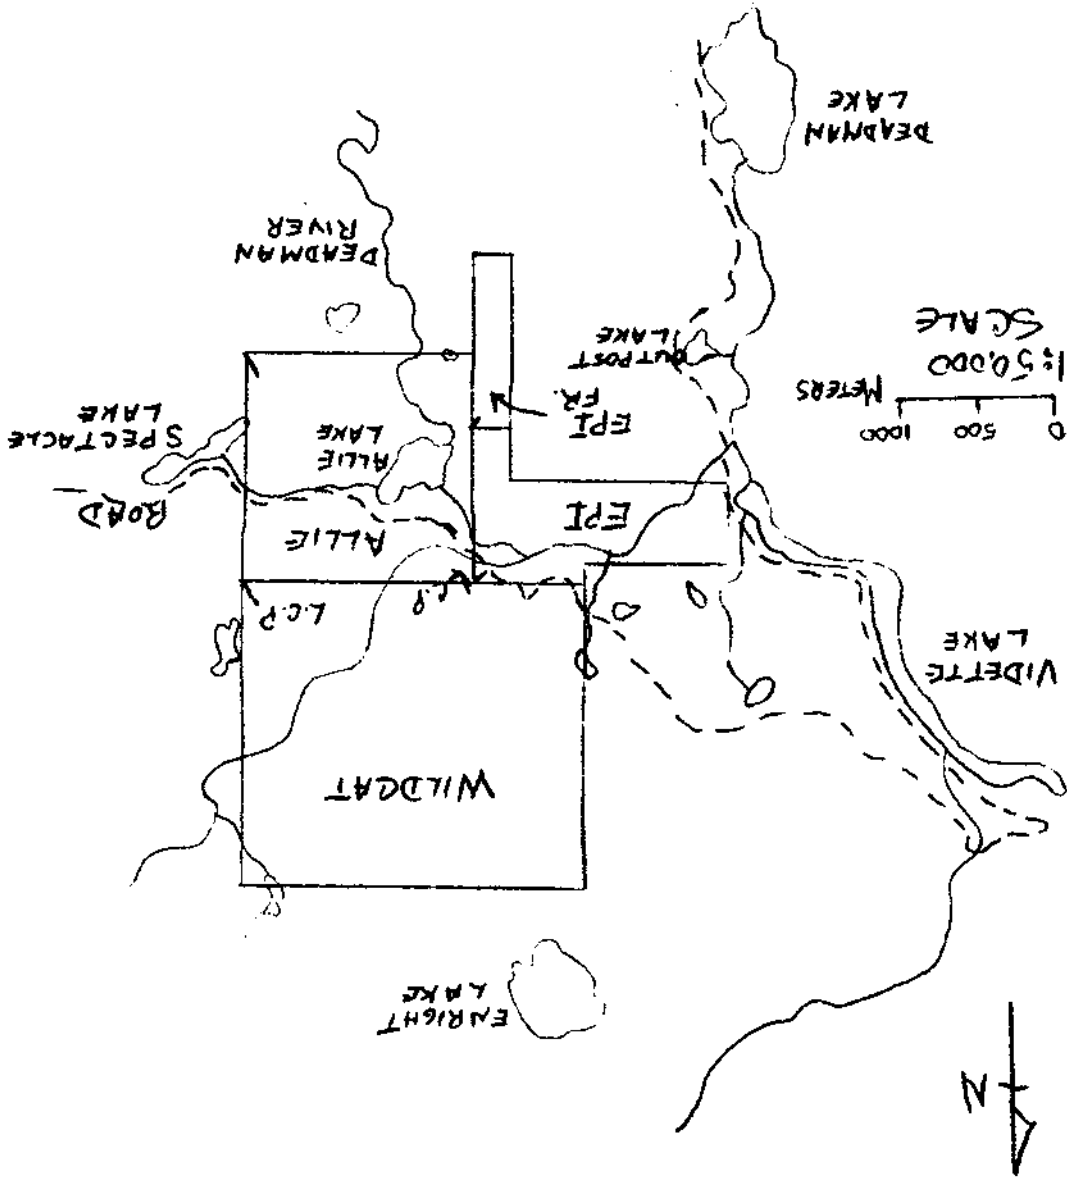 N
ENRIGHT
LAKE
WILDCAT
VIDETTE
LAKE
L.C.P.
L.C.P.
ALLIE
EPI
ROAD
SPECTACLE
LAKE
ALLIE
LAKE
EPI
FR.
0 500 1000
METERS
1:50,000
SCALE
OUTPOST
LAKE
DEADMAN
RIVER
DEADMAN
LAKE